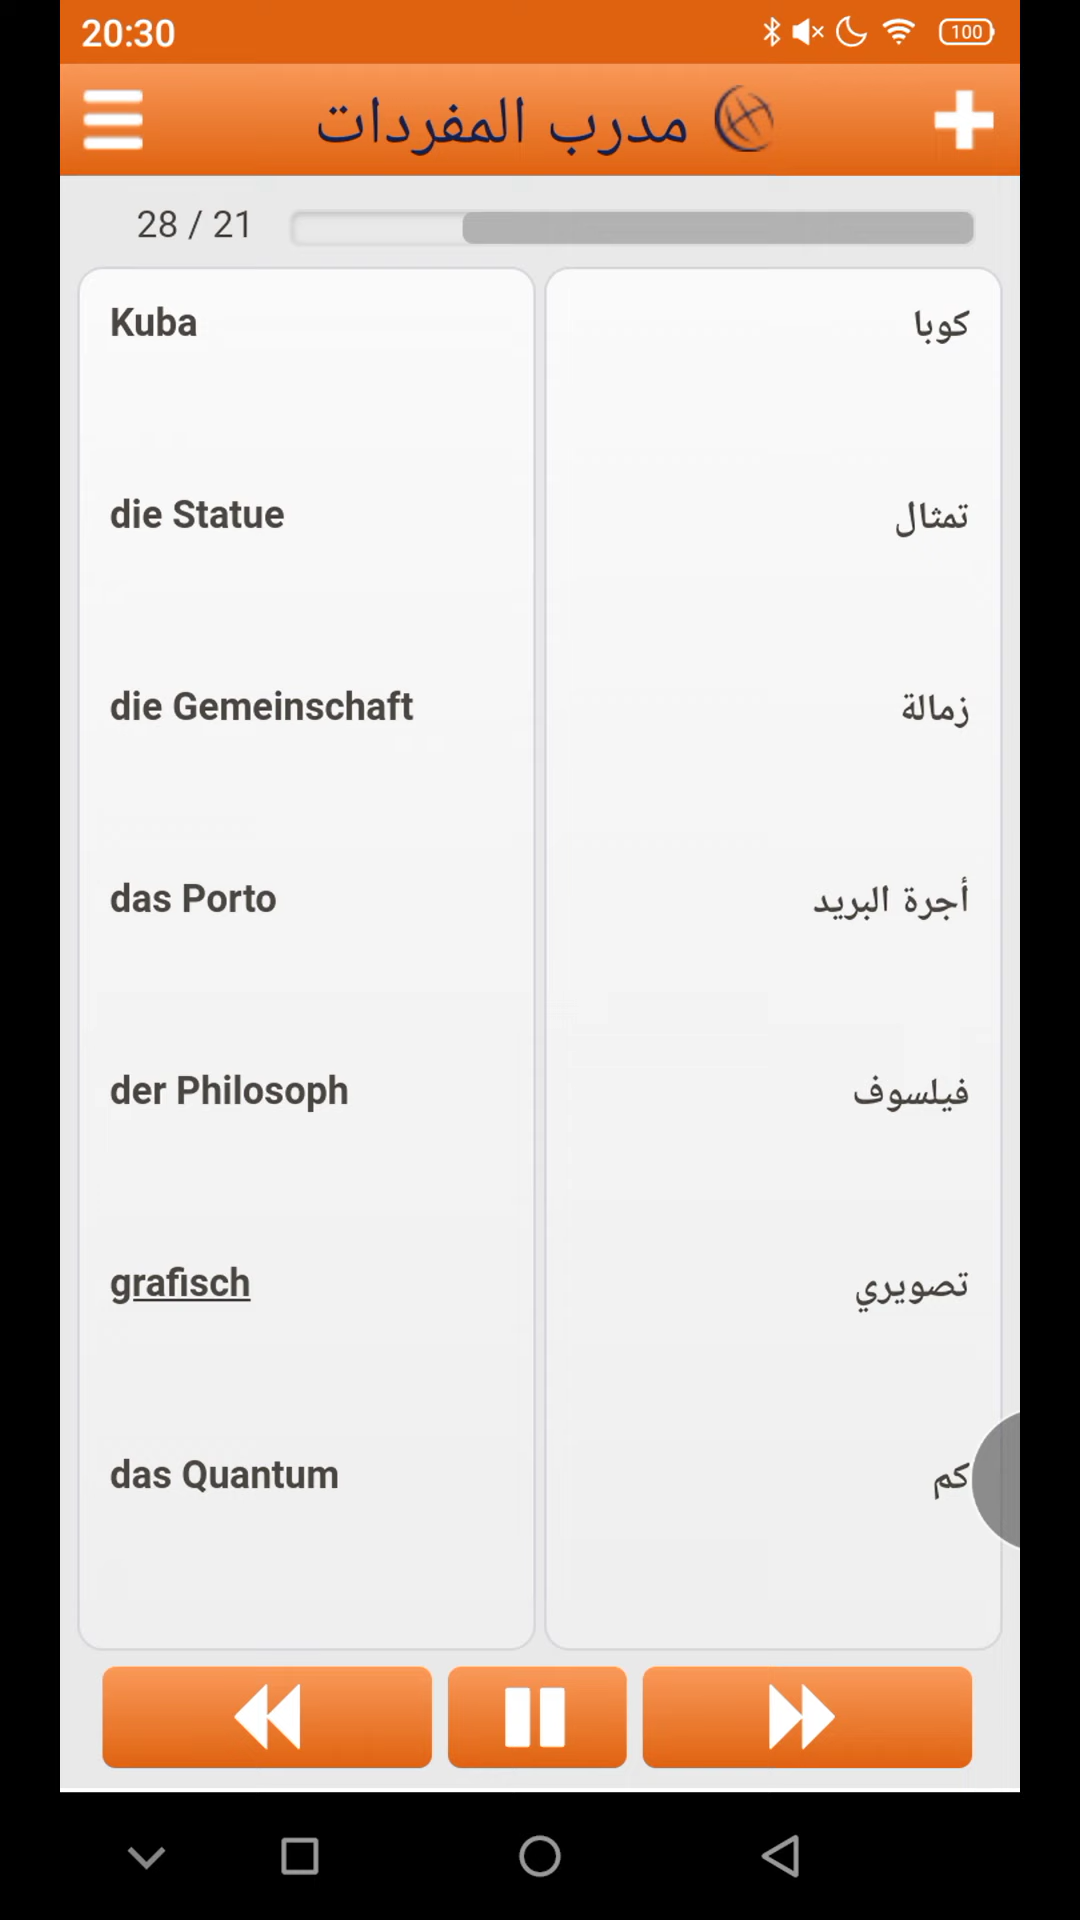 20:30
100
مدرب المفردات
28 / 21
Kuba
كوبا
die Statue
تمثال
die Gemeinschaft
زمالة
das Porto
أجرة البريد
der Philosoph
فيلسوف
grafisch
تصويري
das Quantum
كم